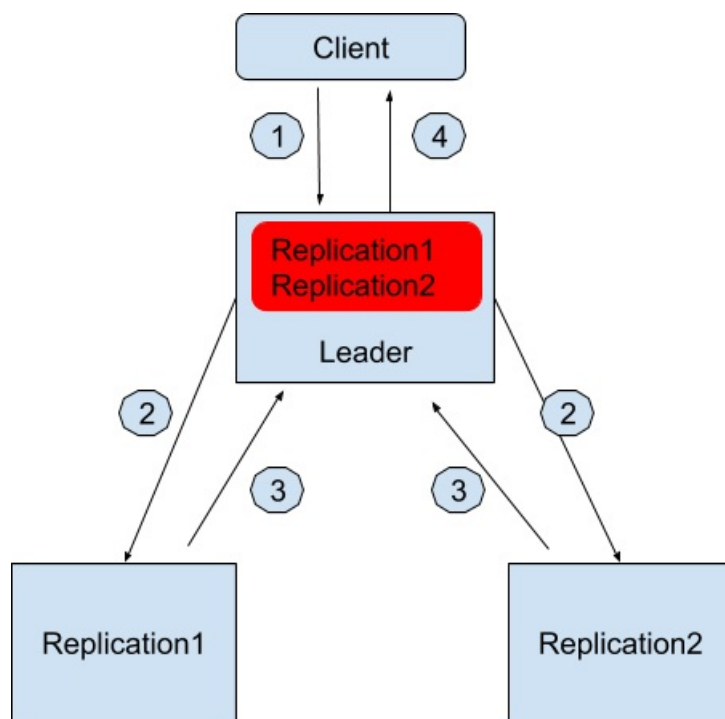 Client
1
4
Replication1
Replication2
Leader
2
2
3
3
Replication1
Replication2